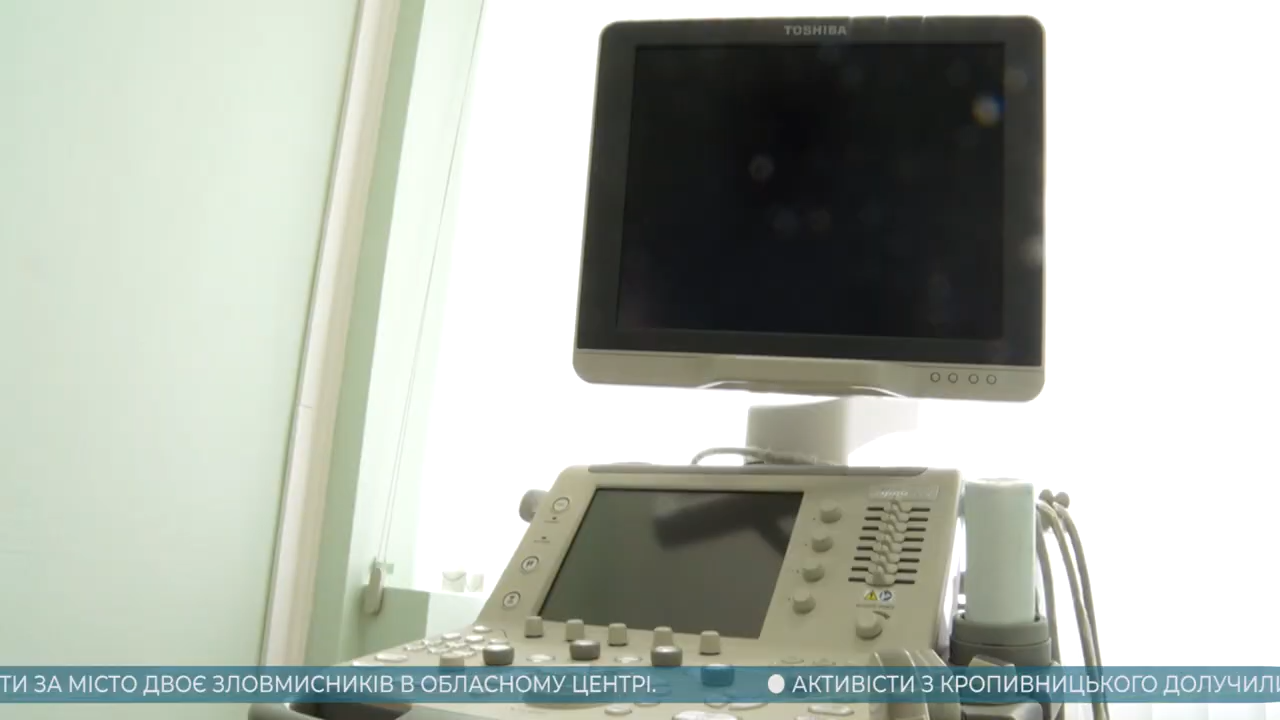 TOSHIBA
ТИ ЗА МІСТО ДВОЄ ЗЛОВМИСНИКІВ В ОБЛАСНОМУ ЦЕНТРІ.
● АКТИВІСТИ З КРОПИВНИЦЬКОГО ДОЛУЧИЛИ